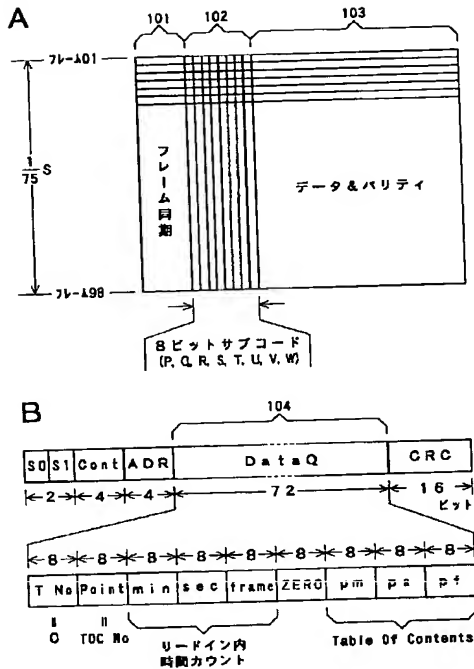 A
101 102 103
フレーム01
1/75 S
フレーム同期
データ&パリティ
フレーム98
8ビットサブコード
(P, Q, R, S, T, U, V, W)
B
104
S0 S1 Cont ADR DataQ CRC
2 4 4 72 16
ビット
8 8 8 8 8 8 8 8 8
T No Point min sec frame ZERO pm ps pf
0 TOC No
リードイン内
時間カウント
Table Of Contents